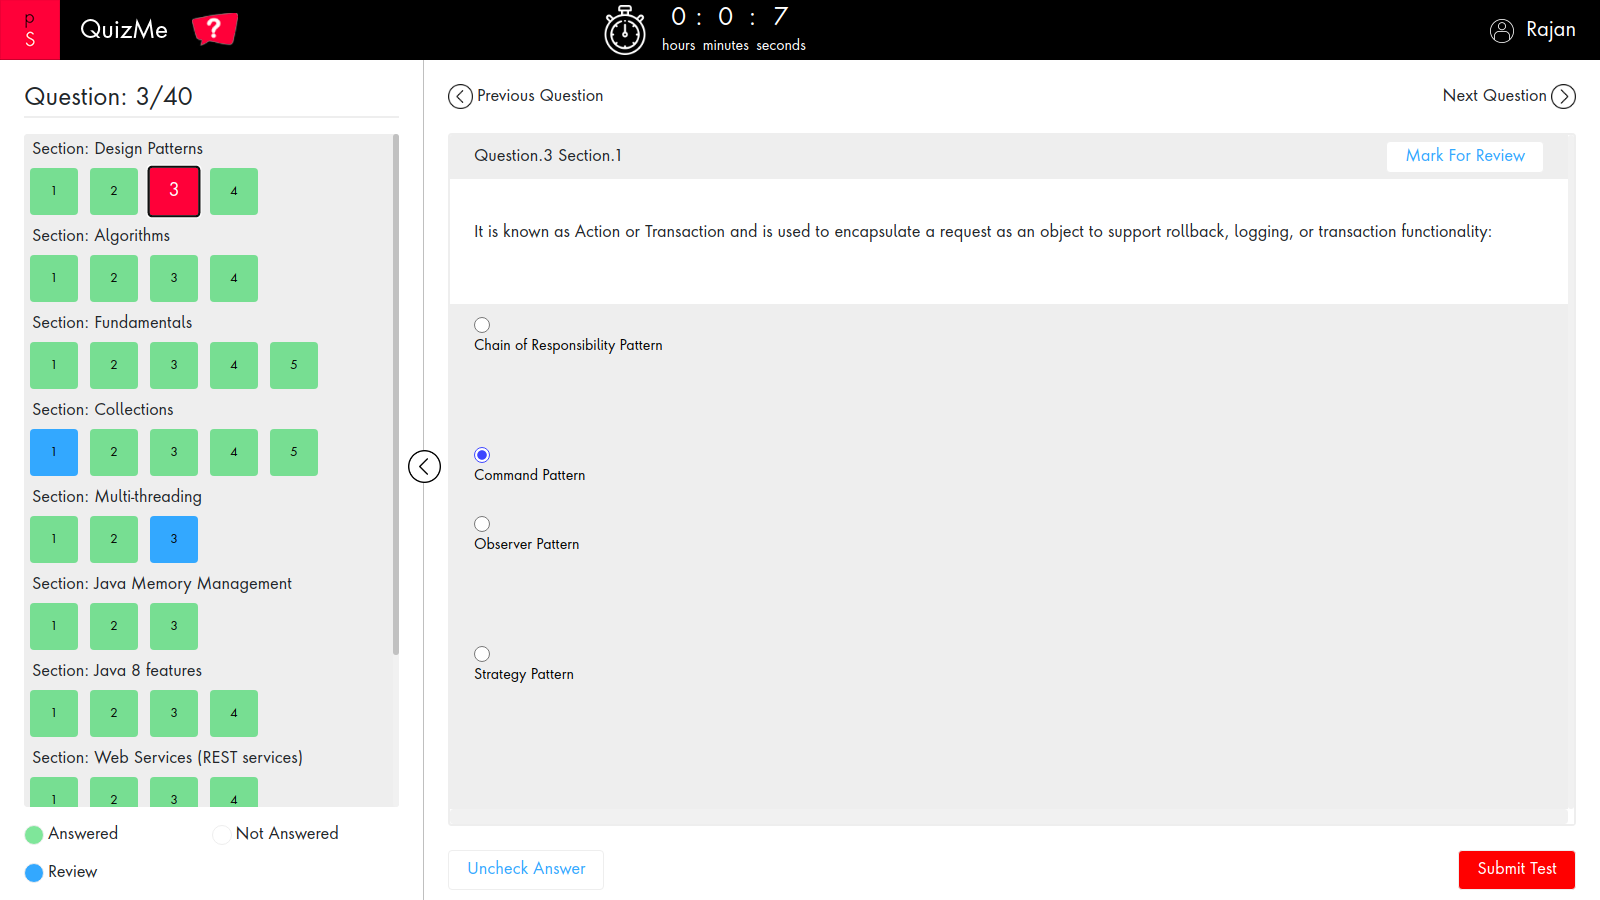 pS
QuizMe
?
0 : 0 : 7
hours minutes seconds
Rajan
Question: 3/40
Section: Design Patterns
1 2 3 4
Section: Algorithms
1 2 3 4
Section: Fundamentals
1 2 3 4 5
Section: Collections
1 2 3 4 5
Section: Multi-threading
1 2 3
Section: Java Memory Management
1 2 3
Section: Java 8 features
1 2 3 4
Section: Web Services (REST services)
1 2 3 4
Answered
Not Answered
Review
Previous Question
Next Question
Question.3 Section.1
Mark For Review
It is known as Action or Transaction and is used to encapsulate a request as an object to support rollback, logging, or transaction functionality:
Chain of Responsibility Pattern
Command Pattern
Observer Pattern
Strategy Pattern
Uncheck Answer
Submit Test